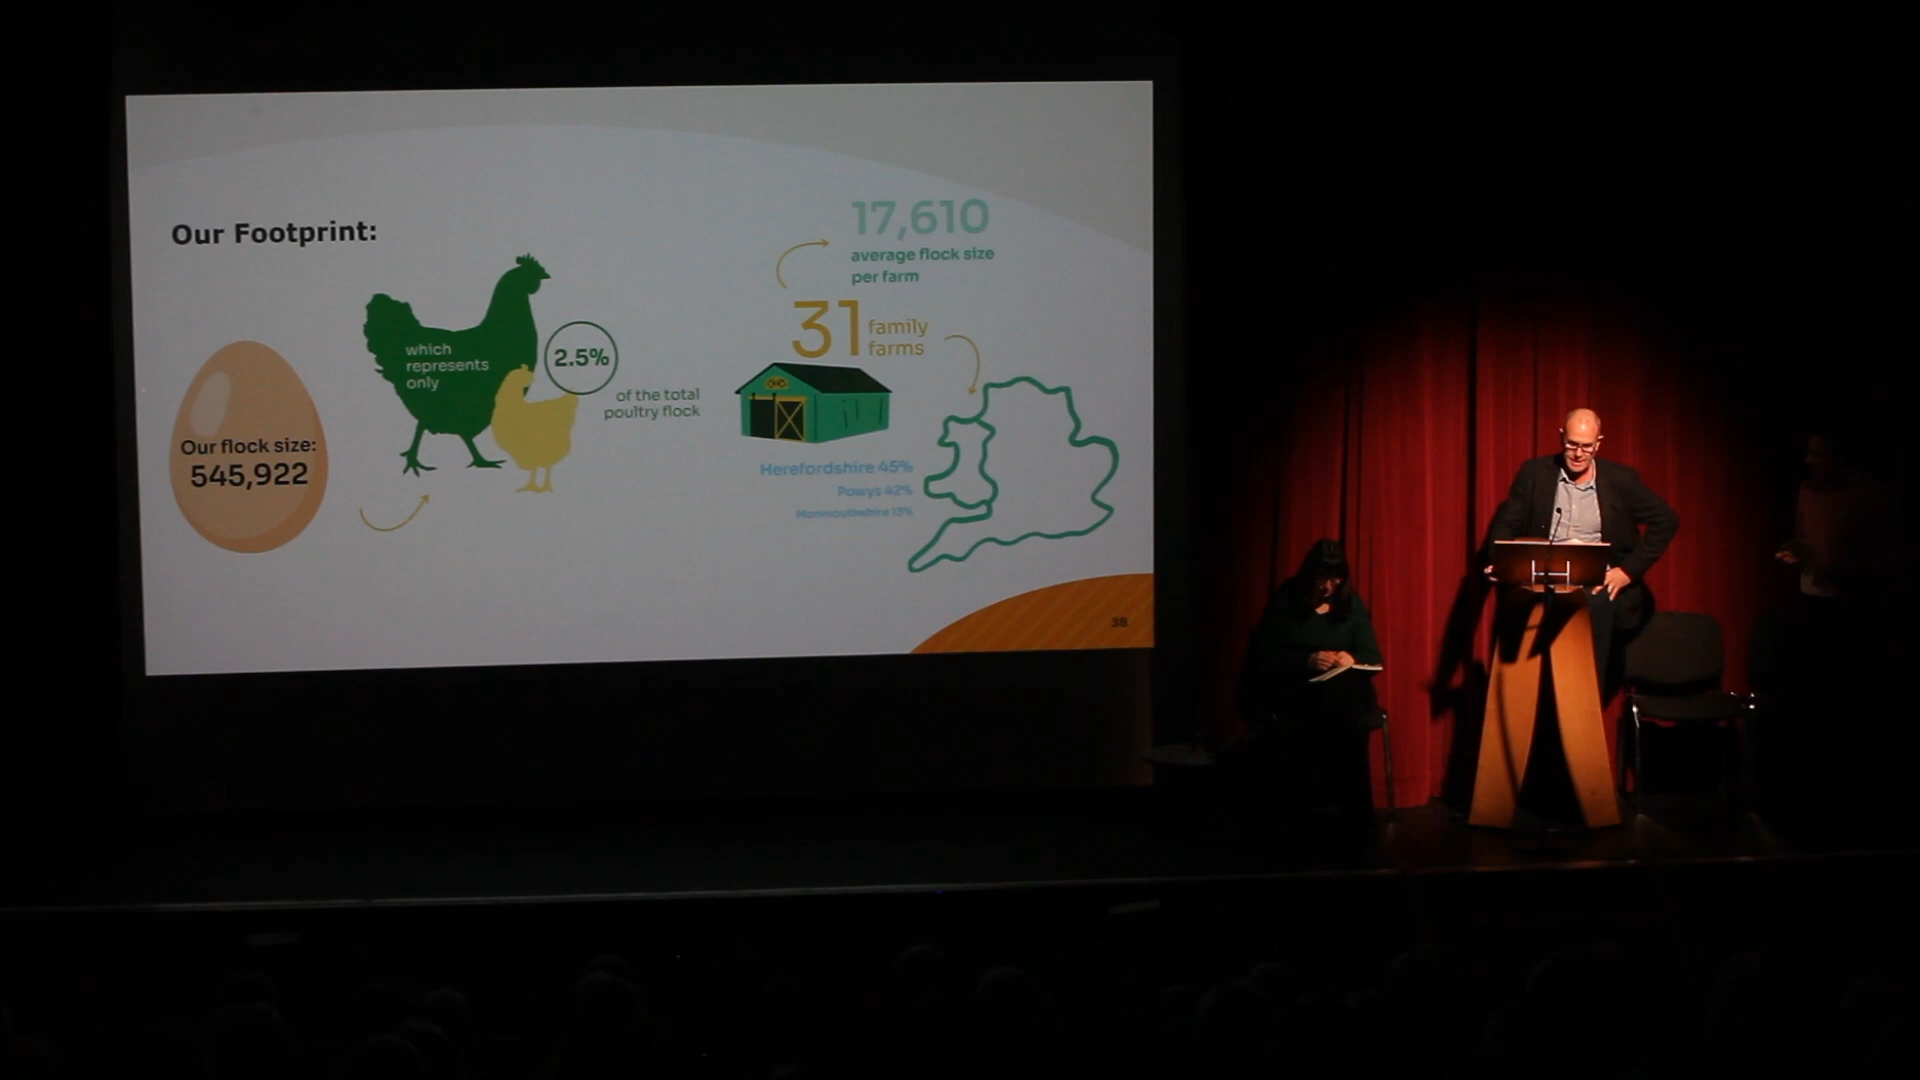 Our Footprint:
Our flock size:
545,922
which
represents
only
2.5%
of the total
poultry flock
17,610
average flock size
per farm
31 family
farms
Herefordshire 45%
Powys 42%
Monmouthshire 13%
38